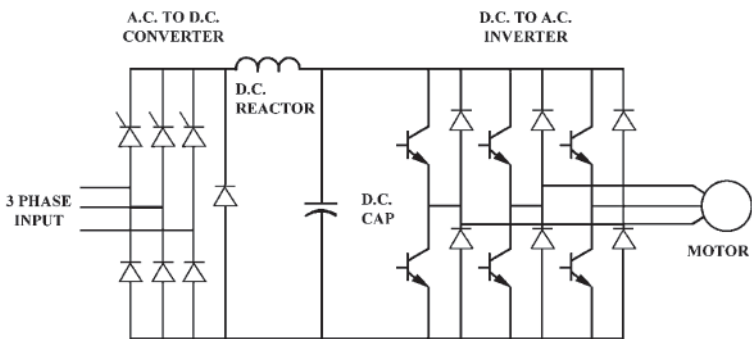 A.C. TO D.C.
CONVERTER
D.C. TO A.C.
INVERTER
D.C.
REACTOR
3 PHASE
INPUT
D.C.
CAP
MOTOR